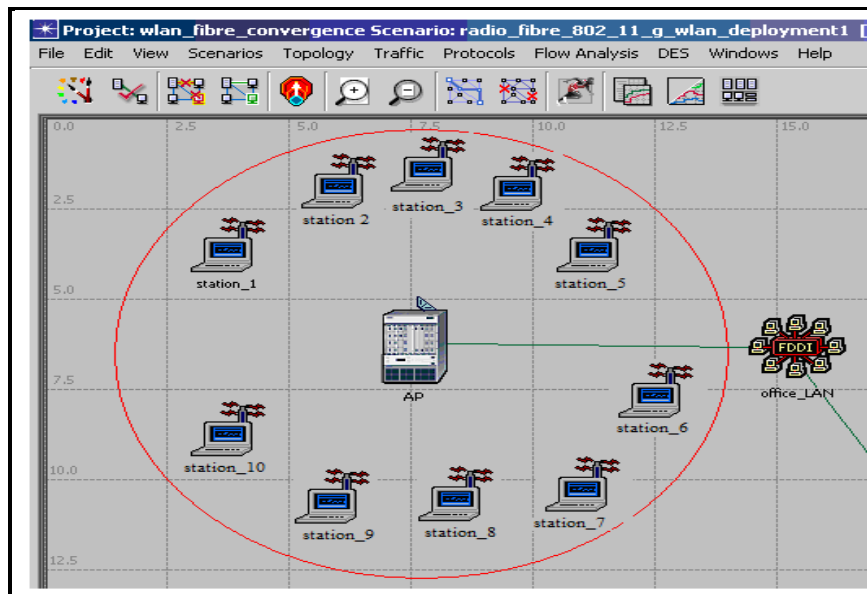 Project: wlan_fibre_convergence Scenario: radio_fibre_802_11_g_wlan_deployment1 [
File Edit View Scenarios Topology Traffic Protocols Flow Analysis DES Windows Help
0.0 2.5 5.0 7.5 10.0 12.5 15.0
station 2
station_3
station_4
2.5
station_1
station_5
5.0
FDDI
office_LAN
7.5
AP
station_6
station_10
10.0
station_9
station_8
station_7
12.5